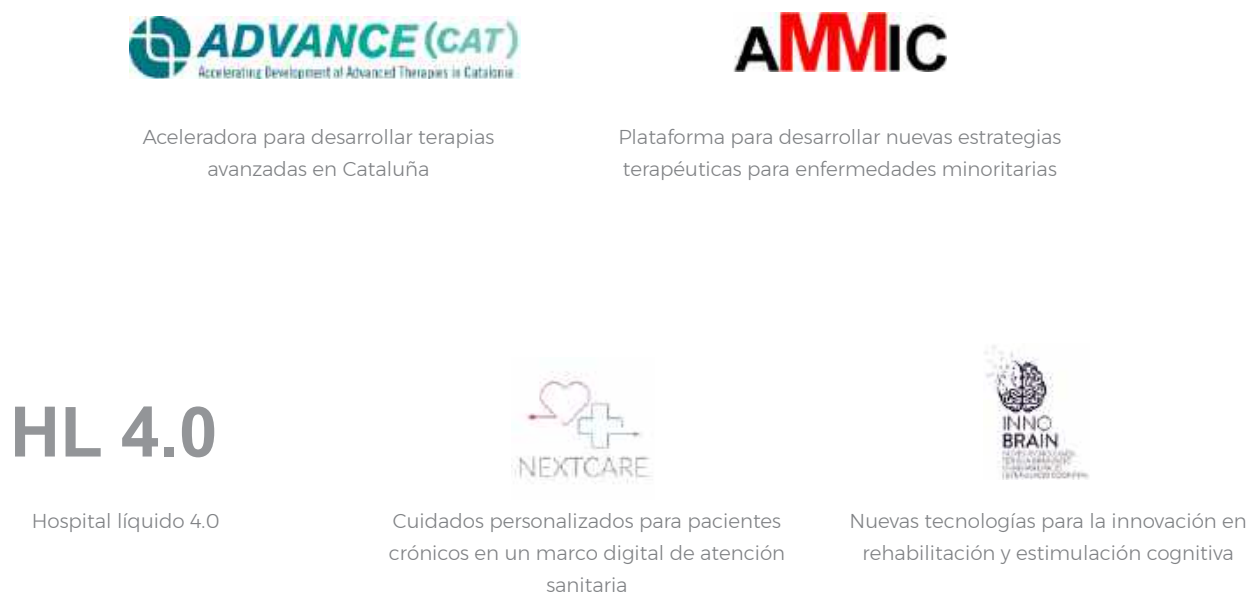 ADVANCE (CAT)
Accelerating Development of Advanced Therapies in Catalonia
AMMIC
Aceleradora para desarrollar terapias
avanzadas en Cataluña
Plataforma para desarrollar nuevas estrategias
terapéuticas para enfermedades minoritarias
HL 4.0
NEXTCARE
INNO
BRAIN
Hospital líquido 4.0
Cuidados personalizados para pacientes
crónicos en un marco digital de atención
sanitaria
Nuevas tecnologías para la innovación en
rehabilitación y estimulación cognitiva